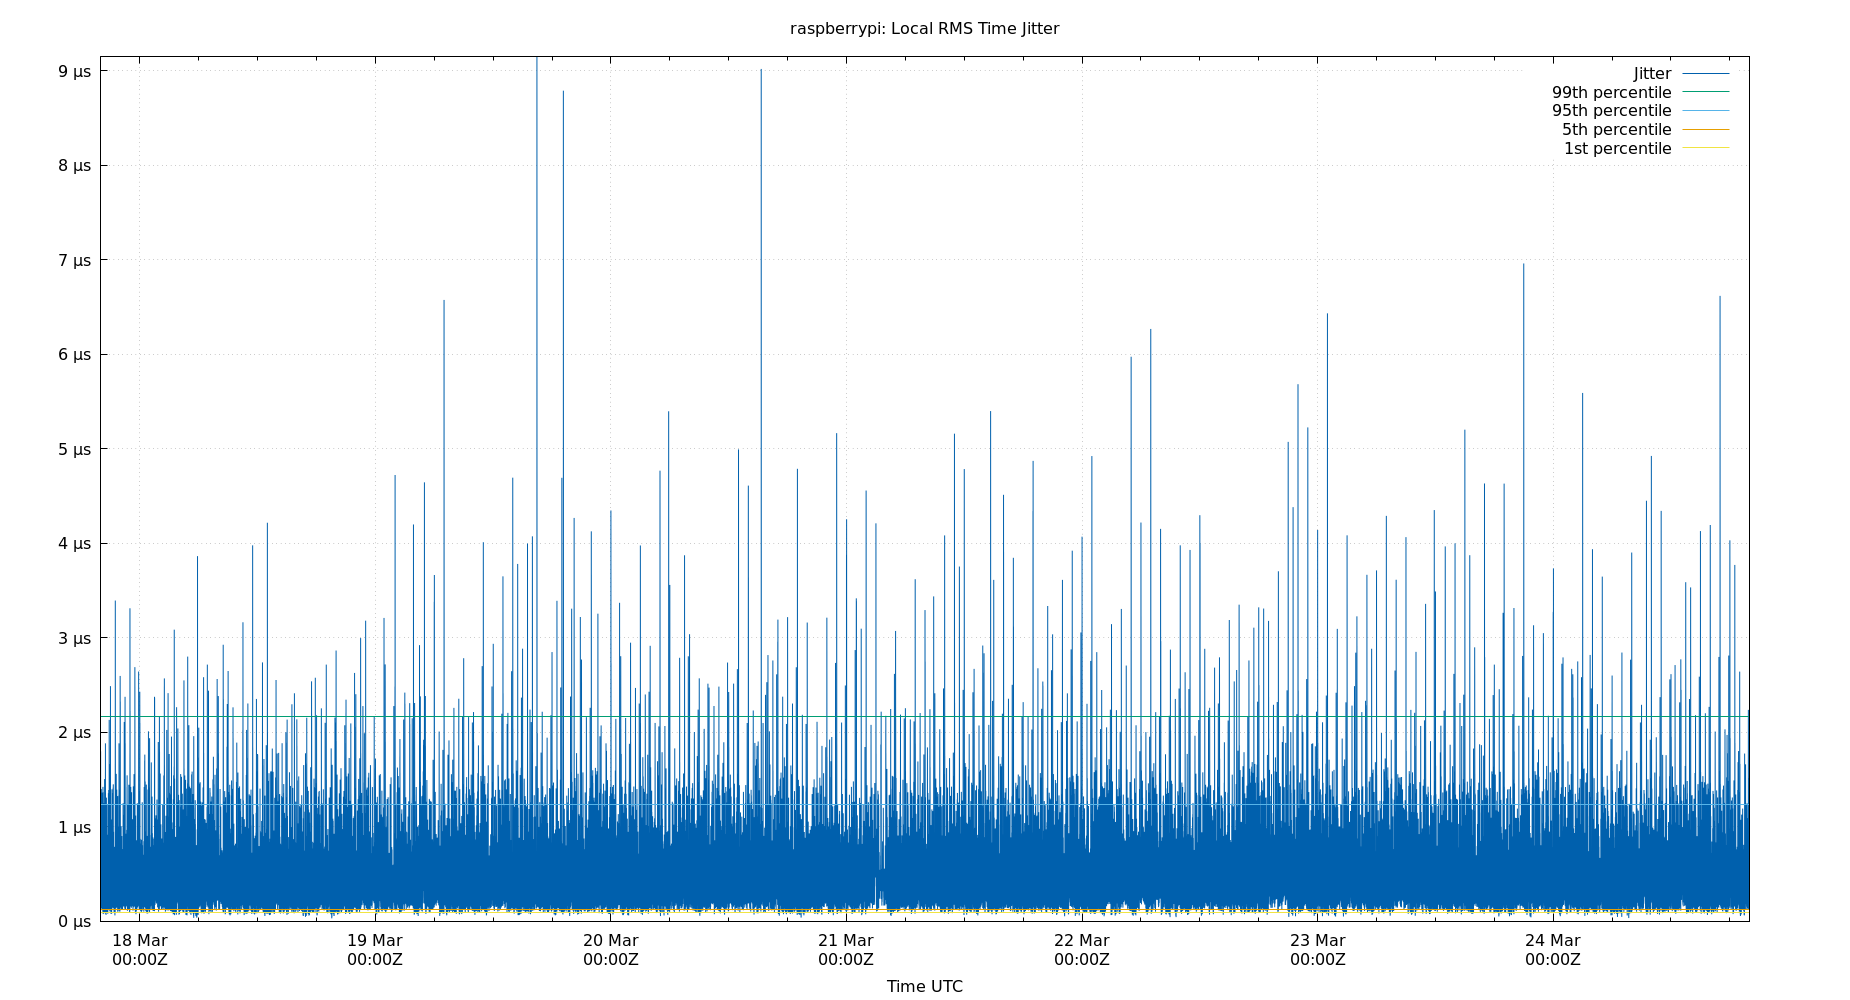 raspberrypi: Local RMS Time Jitter
9 µs
8 µs
7 µs
6 µs
5 µs
4 µs
3 µs
2 µs
1 µs
0 µs
Jitter
99th percentile
95th percentile
5th percentile
1st percentile
18 Mar
00:00Z
19 Mar
00:00Z
20 Mar
00:00Z
21 Mar
00:00Z
22 Mar
00:00Z
23 Mar
00:00Z
24 Mar
00:00Z
Time UTC